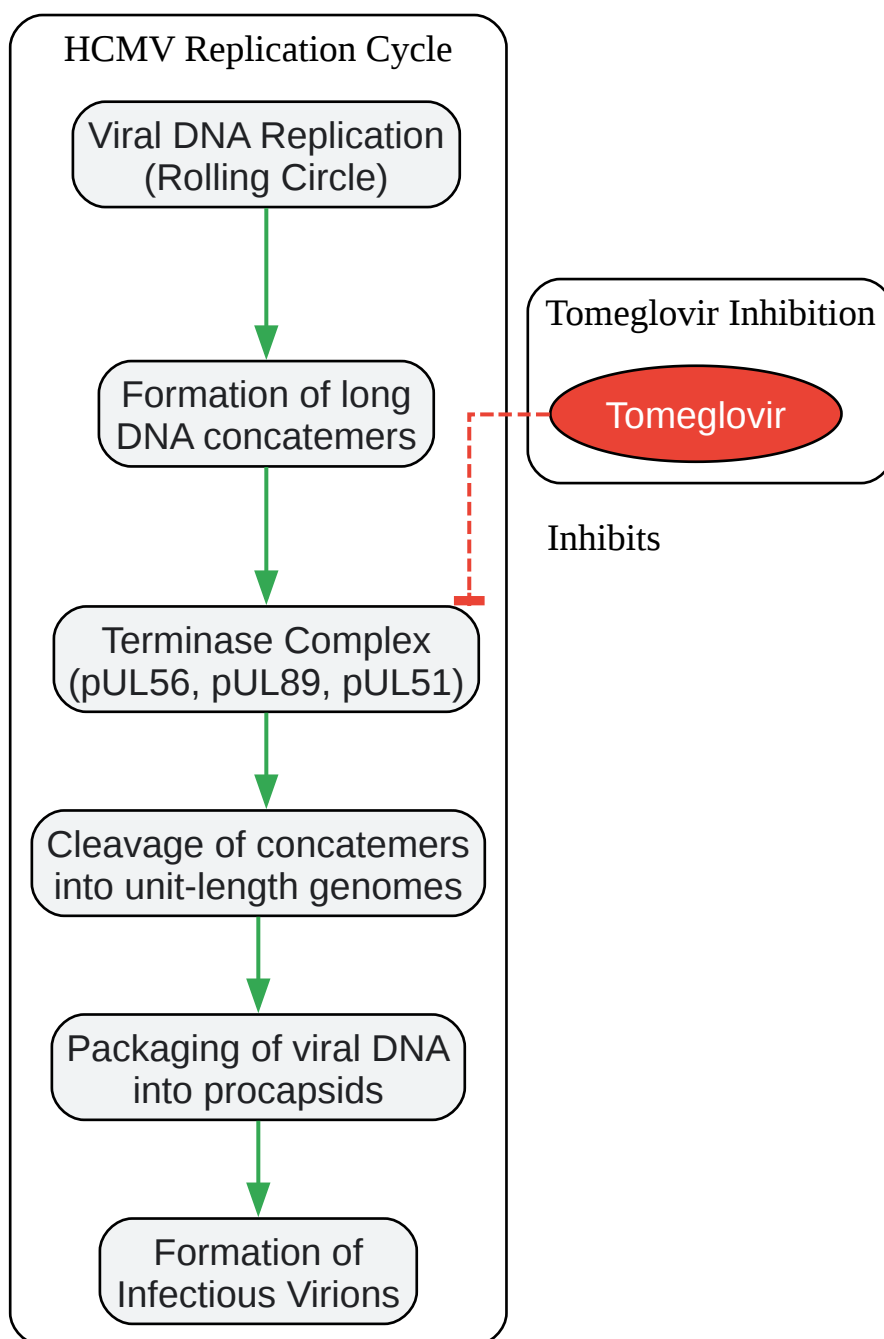 HCMV Replication Cycle
Viral DNA Replication
(Rolling Circle)
Formation of long
DNA concatemers
Terminase Complex
(pUL56, pUL89, pUL51)
Cleavage of concatemers
into unit-length genomes
Packaging of viral DNA
into procapsids
Formation of
Infectious Virions
Tomeglovir Inhibition
Tomeglovir
Inhibits